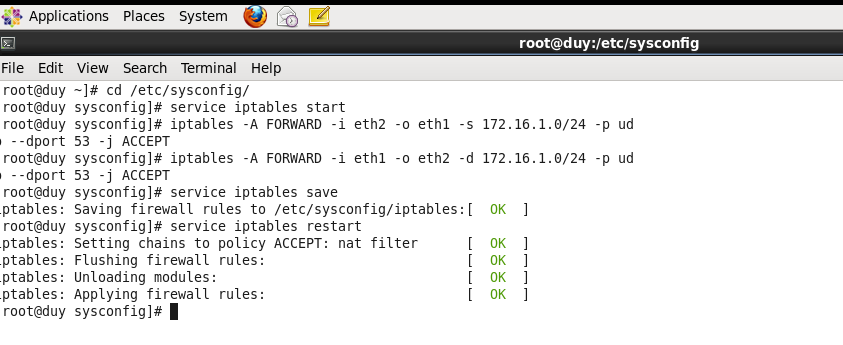 Applications Places System
root@duy:/etc/sysconfig
File Edit View Search Terminal Help
root@duy ~]# cd /etc/sysconfig/
root@duy sysconfig]# service iptables start
root@duy sysconfig]# iptables -A FORWARD -i eth2 -o eth1 -s 172.16.1.0/24 -p ud
o --dport 53 -j ACCEPT
root@duy sysconfig]# iptables -A FORWARD -i eth1 -o eth2 -d 172.16.1.0/24 -p ud
o --dport 53 -j ACCEPT
root@duy sysconfig]# service iptables save
iptables: Saving firewall rules to /etc/sysconfig/iptables:[  OK  ]
root@duy sysconfig]# service iptables restart
iptables: Setting chains to policy ACCEPT: nat filter      [  OK  ]
iptables: Flushing firewall rules:                         [  OK  ]
iptables: Unloading modules:                               [  OK  ]
iptables: Applying firewall rules:                         [  OK  ]
root@duy sysconfig]#